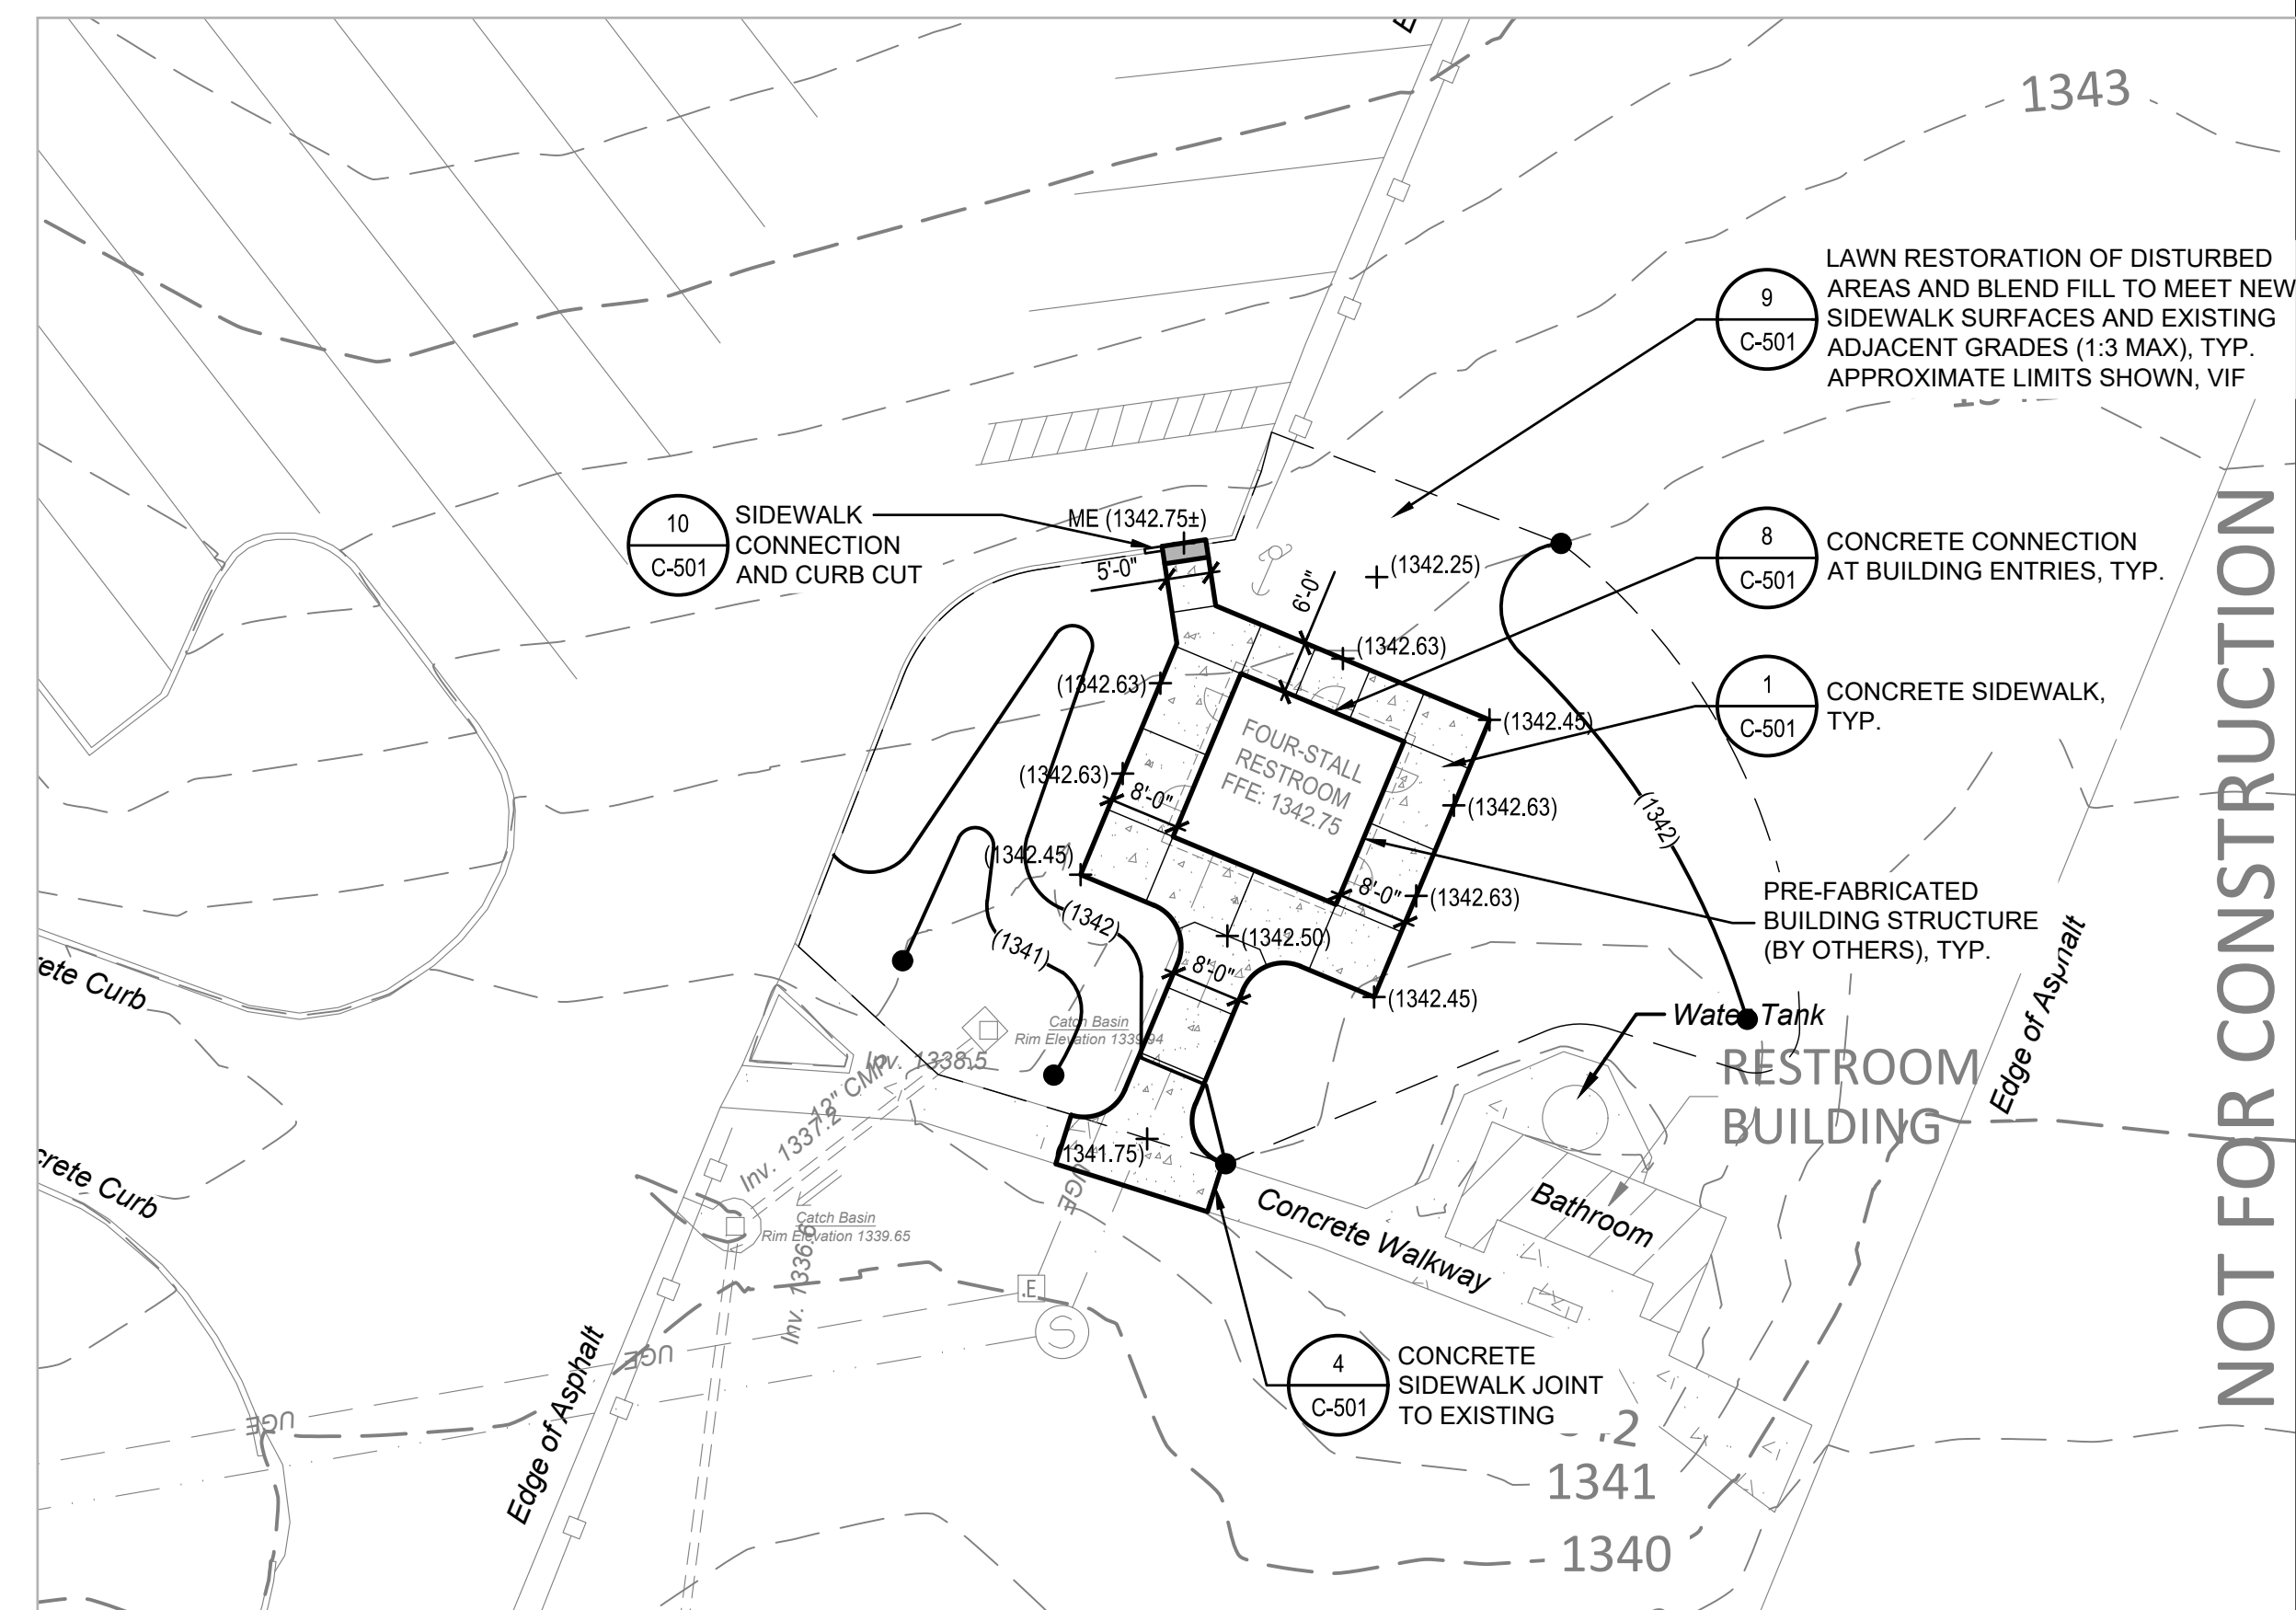 1343
LAWN RESTORATION OF DISTURBED
AREAS AND BLEND FILL TO MEET NEW
SIDEWALK SURFACES AND EXISTING
ADJACENT GRADES (1:3 MAX), TYP.
APPROXIMATE LIMITS SHOWN, VIF
9
C-501
10
C-501
SIDEWALK
CONNECTION
AND CURB CUT
ME (1342.75±)
5'-0"
6'-0"
(1342.25)
8
C-501
CONCRETE CONNECTION
AT BUILDING ENTRIES, TYP.
(1342.63)
(1342.63)
1
C-501
CONCRETE SIDEWALK,
TYP.
(1342.45)
FOUR-STALL
RESTROOM
FFE: 1342.75
(1342.63)
8'-0"
(1342.63)
(1342)
(1342.45)
8'-0"
(1342.63)
PRE-FABRICATED
BUILDING STRUCTURE
(BY OTHERS), TYP.
(1342)
(1341)
(1342.50)
8'-0"
(1342.45)
Water Tank
RESTROOM
BUILDING
Edge of Asphalt
Catch Basin
Rim Elevation 1339.94
Inv. 1338.5
12" CMP
Inv. 1337.2
(1341.75)
UGE
Concrete Walkway
Bathroom
Catch Basin
Rim Elevation 1339.65
ete Curb
crete Curb
E
S
UGE
UGE
Edge of Asphalt
4
C-501
CONCRETE
SIDEWALK JOINT
TO EXISTING
1341
1340
NOT FOR CONSTRUCTION